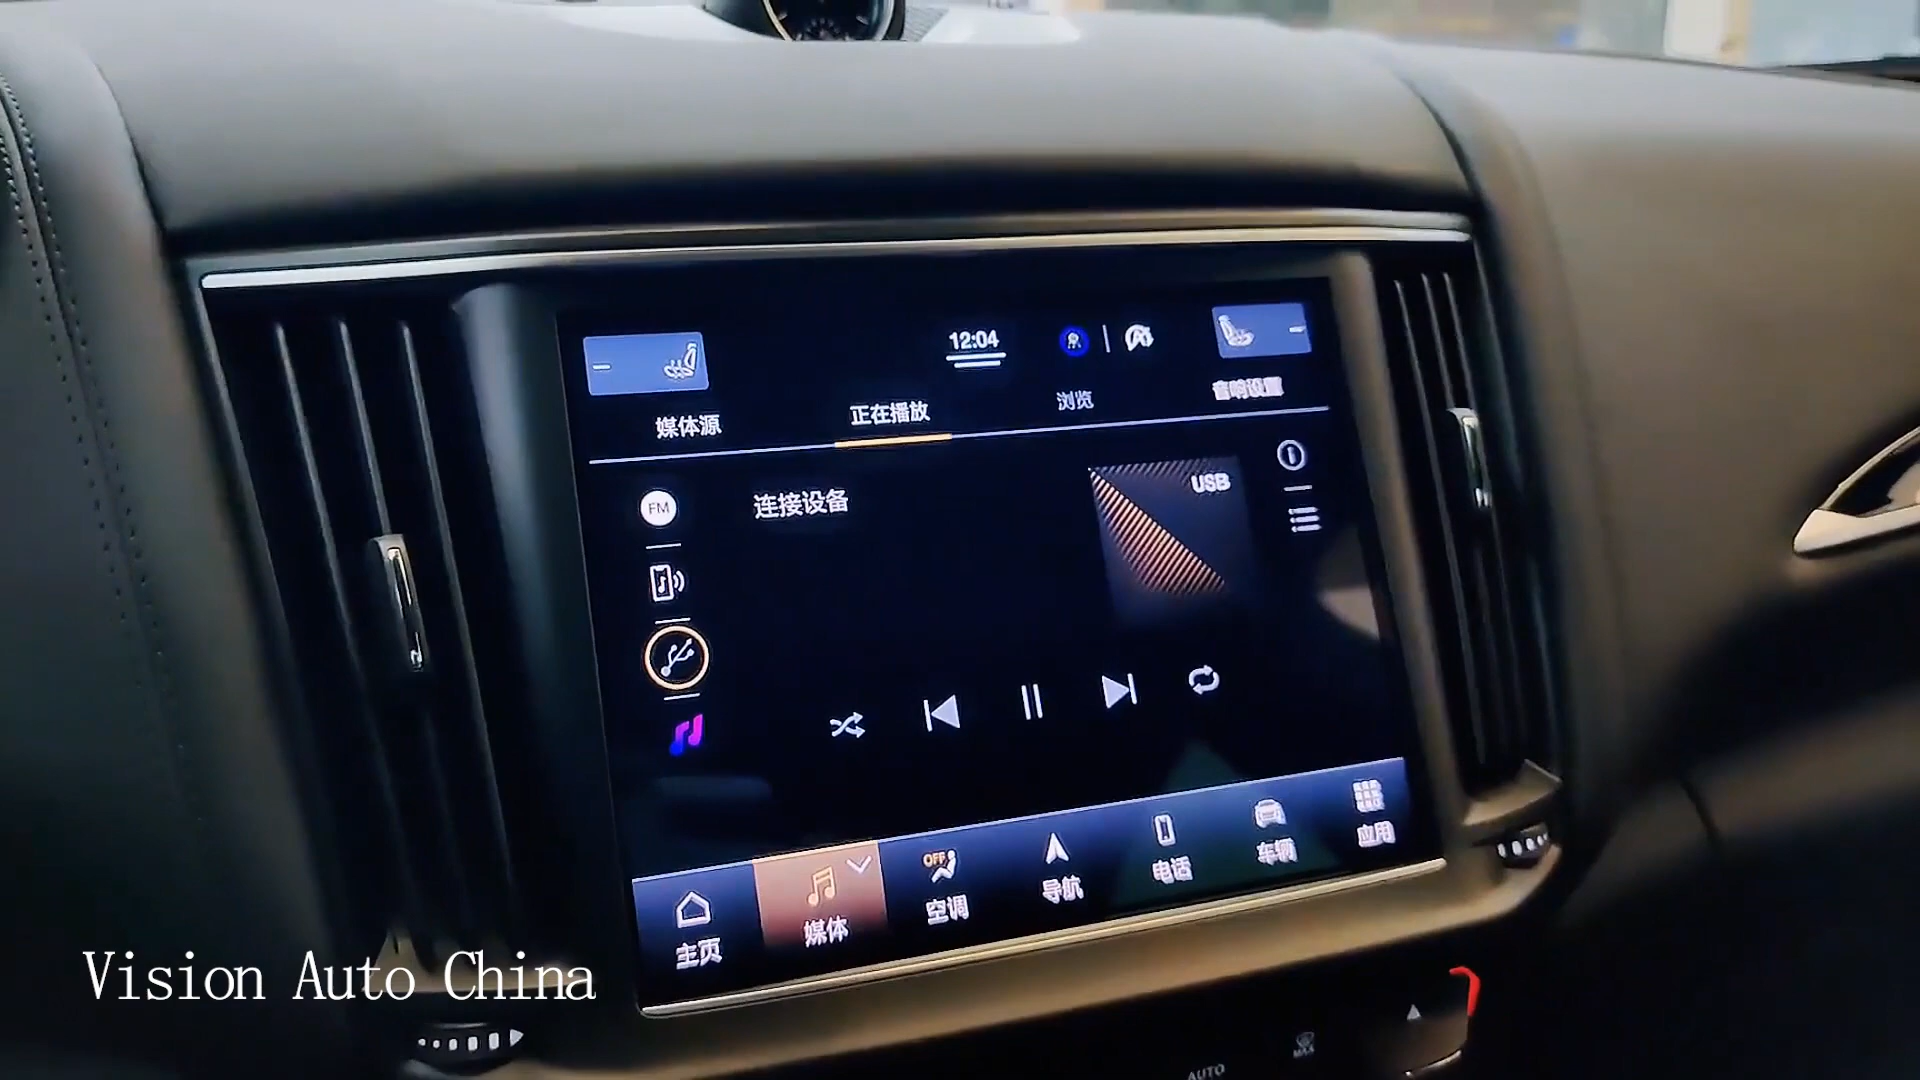 12:04
媒体源
正在播放
浏览
音响设置
FM
连接设备
USB
主页
媒体
OFF
空调
导航
电话
车辆
应用
Vision Auto China
AUTO
MAX